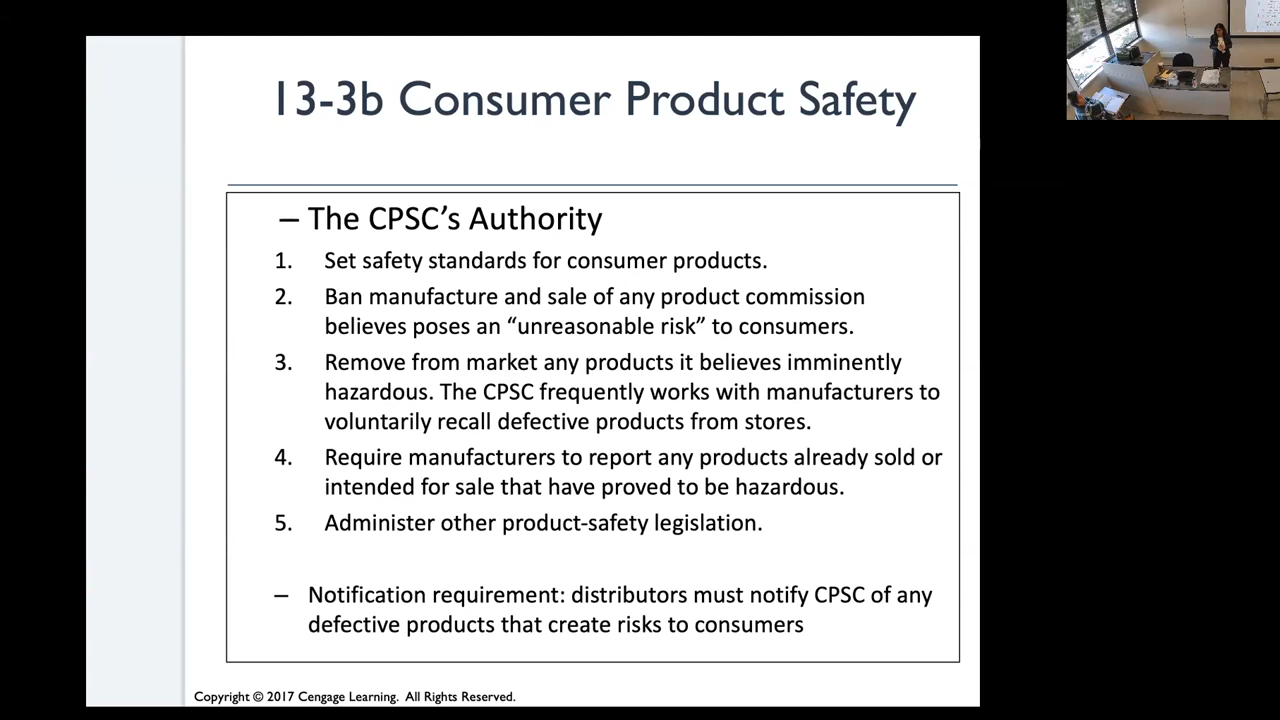 13-3b Consumer Product Safety
– The CPSC’s Authority
1. Set safety standards for consumer products.
2. Ban manufacture and sale of any product commission
believes poses an “unreasonable risk” to consumers.
3. Remove from market any products it believes imminently
hazardous. The CPSC frequently works with manufacturers to
voluntarily recall defective products from stores.
4. Require manufacturers to report any products already sold or
intended for sale that have proved to be hazardous.
5. Administer other product-safety legislation.
– Notification requirement: distributors must notify CPSC of any
defective products that create risks to consumers
Copyright © 2017 Cengage Learning. All Rights Reserved.